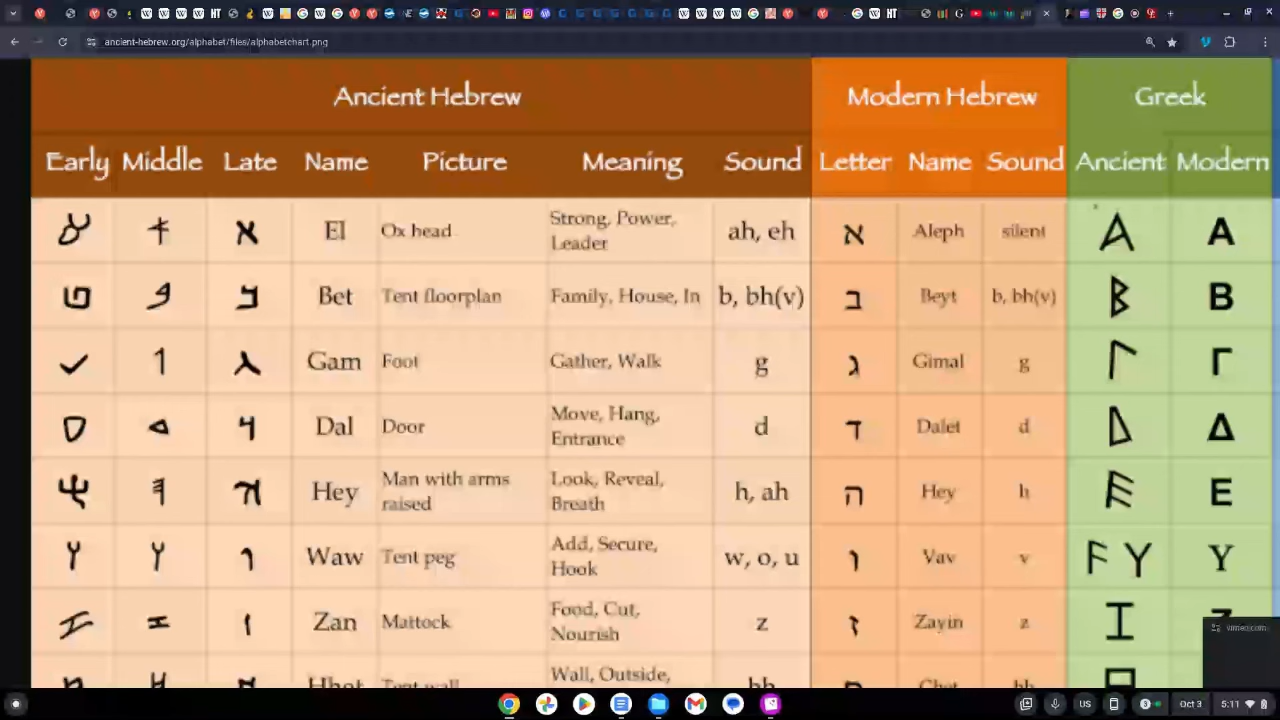 ancient-hebrew.org/alphabet/files/alphabetchart.png
Ancient Hebrew Modern Hebrew Greek
Early Middle Late Name Picture Meaning Sound Letter Name Sound Ancient Modern
El Ox head Strong, Power, Leader ah, eh א Aleph silent A Α
Bet Tent floorplan Family, House, In b, bh(v) ב Beyt b, bh(v) B Β
Gam Foot Gather, Walk g ג Gimal g Γ Γ
Dal Door Move, Hang, Entrance d ד Dalet d Δ Δ
Hey Man with arms raised Look, Reveal, Breath h, ah ה Hey h E Ε
Waw Tent peg Add, Secure, Hook w, o, u ו Vav v F Y Υ
Zan Mattock Food, Cut, Nourish z ז Zayin z I
Tent wall Wall, Outside,
vimeo.com
US
Oct 3 5:11